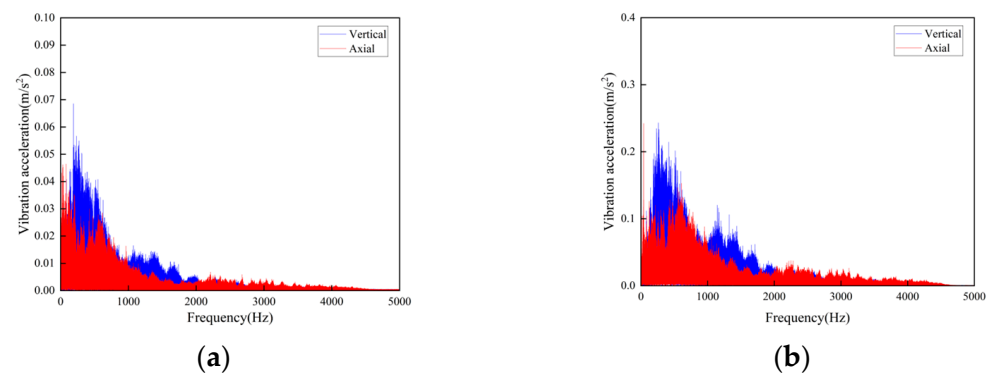 0.10
0.09
0.08
0.07
0.06
0.05
0.04
0.03
0.02
0.01
0.00
Vibration acceleration(m/s²)
0 1000 2000 3000 4000 5000
Frequency(Hz)
Vertical
Axial
(a)
0.4
0.3
0.2
0.1
0.0
Vibration acceleration(m/s²)
0 1000 2000 3000 4000 5000
Frequency(Hz)
Vertical
Axial
(b)